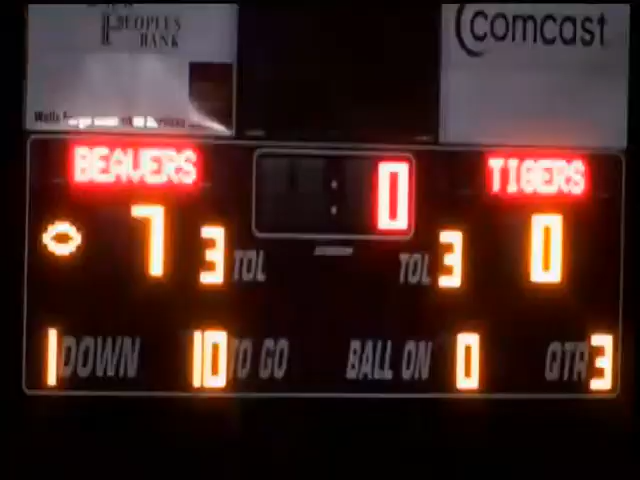 PEOPLES
BANK
Wells
comcast
BEAVERS
: 0
TIGERS
7
3 TOL
TOL 3
0
1 DOWN
10 TO GO
BALL ON 0
QTR 3